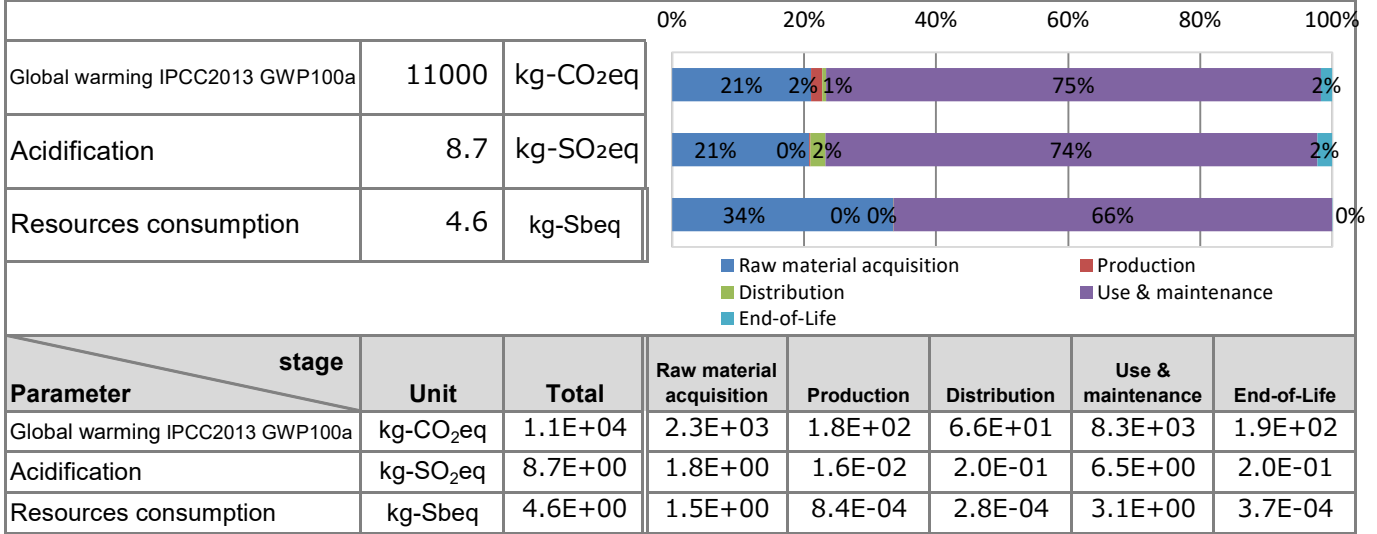 0% 20% 40% 60% 80% 100%
Global warming IPCC2013 GWP100a 11000 kg-CO₂eq 21% 2% 1% 75% 2%
Acidification 8.7 kg-SO₂eq 21% 0% 2% 74% 2%
Resources consumption 4.6 kg-Sbeq 34% 0% 0% 66% 0%
Raw material acquisition Production
Distribution Use & maintenance
End-of-Life
stage
Parameter Unit Total Raw material acquisition Production Distribution Use & maintenance End-of-Life
Global warming IPCC2013 GWP100a kg-CO₂eq 1.1E+04 2.3E+03 1.8E+02 6.6E+01 8.3E+03 1.9E+02
Acidification kg-SO₂eq 8.7E+00 1.8E+00 1.6E-02 2.0E-01 6.5E+00 2.0E-01
Resources consumption kg-Sbeq 4.6E+00 1.5E+00 8.4E-04 2.8E-04 3.1E+00 3.7E-04